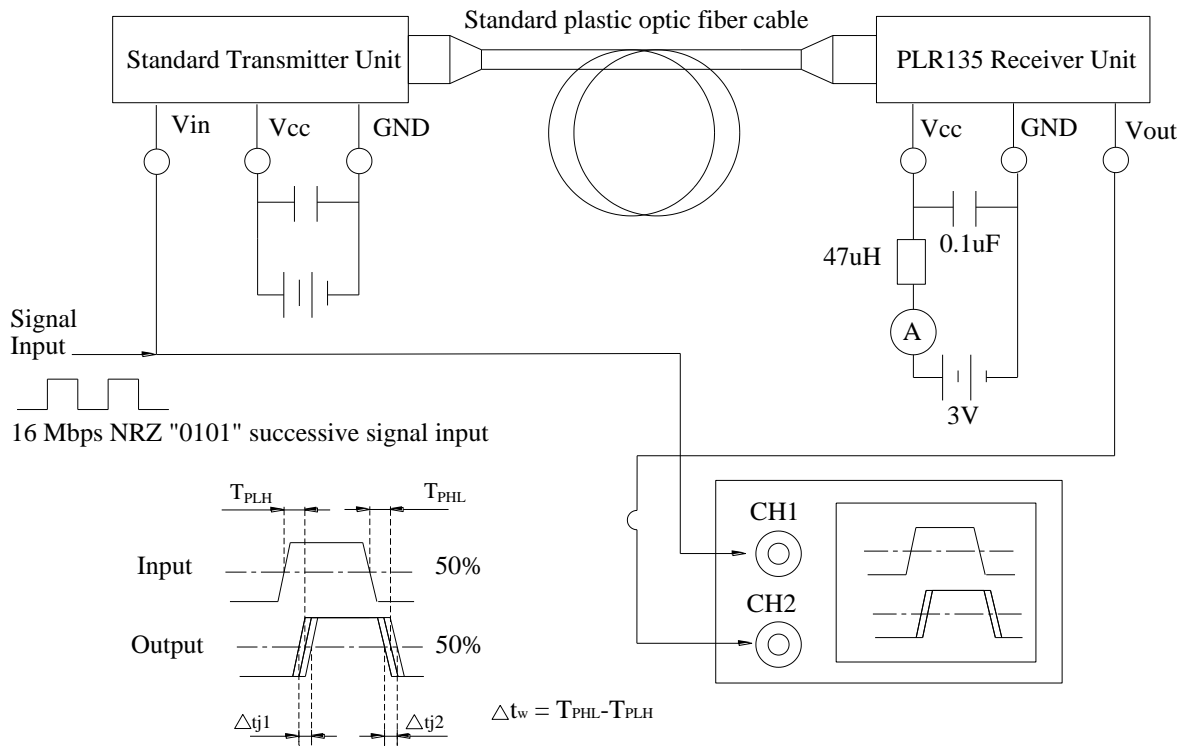 Standard plastic optic fiber cable
Standard Transmitter Unit
PLR135 Receiver Unit
Vin
Vcc
GND
Vcc
GND
Vout
0.1uF
47uH
A
3V
Signal
Input
16 Mbps NRZ "0101" successive signal input
TPLH
TPHL
Input
50%
Output
50%
△tj1
△tj2
△tw = TPHL-TPLH
CH1
CH2